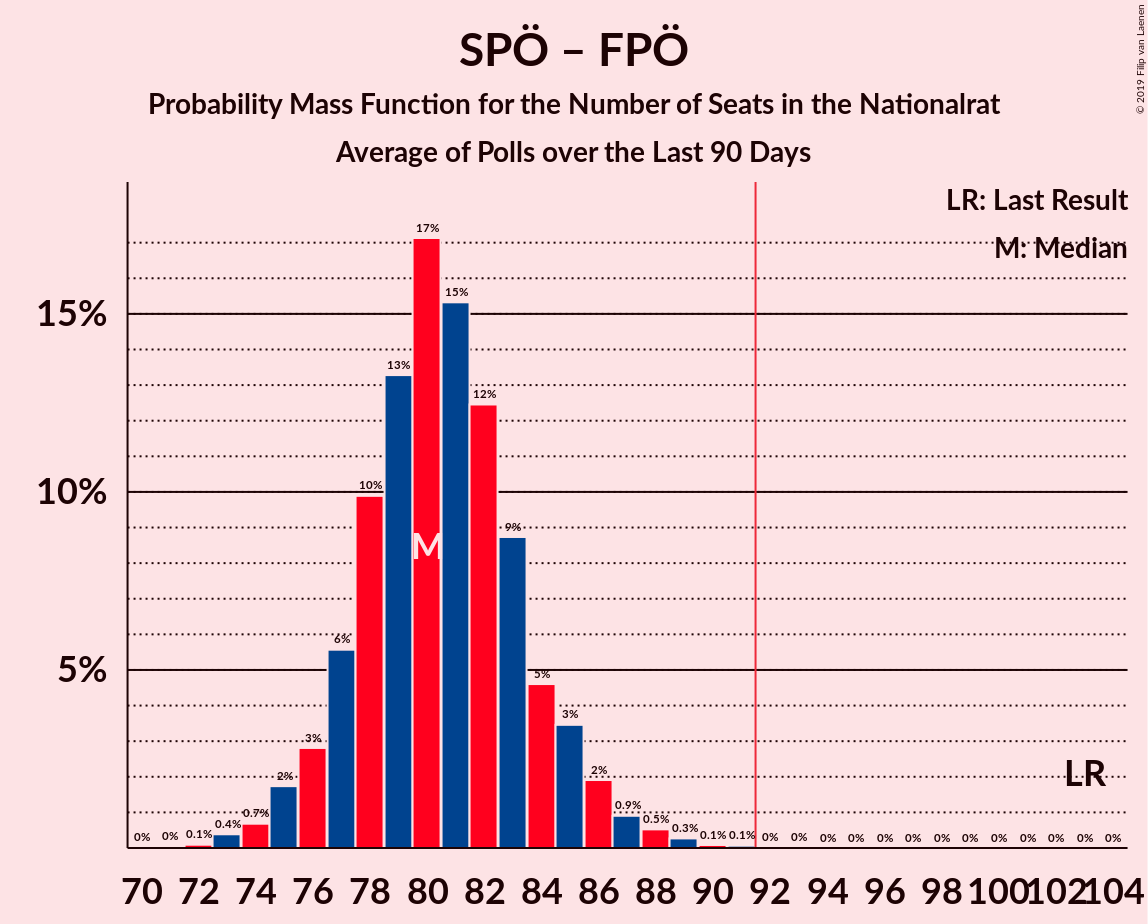 SPÖ – FPÖ
Probability Mass Function for the Number of Seats in the Nationalrat
Average of Polls over the Last 90 Days
© 2019 Filip van Laenen
LR: Last Result
M: Median
15%
10%
5%
0% 0% 0.1% 0.4% 0.7% 2% 3% 6% 10% 13% 17% 15% 12% 9% 5% 3% 2% 0.9% 0.5% 0.3% 0.1% 0.1% 0% 0% 0% 0% 0% 0% 0% 0% 0% 0% 0% 0% 0%
M
LR
70 72 74 76 78 80 82 84 86 88 90 92 94 96 98 100 102 104